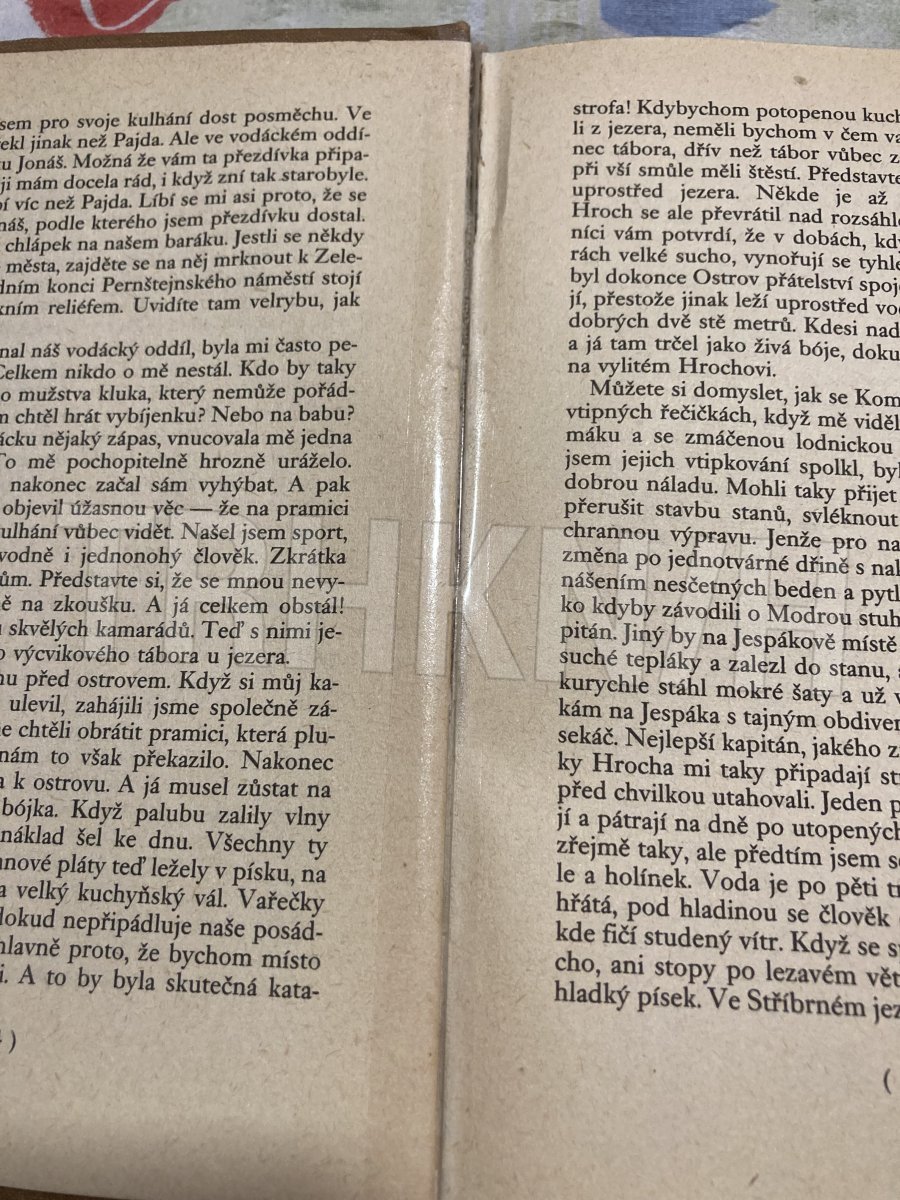 sem pro svoje kulhání dost posměchu. Ve
ekl jinak než Pajda. Ale ve vodáckém oddí-
u Jonáš. Možná že vám ta přezdívka připa-
ji mám docela rád, i když zní tak starobyle.
í víc než Pajda. Líbí se mi asi proto, že se
náš, podle kterého jsem přezdívku dostal.
chlápek na našem baráku. Jestli se někdy
města, zajděte se na něj mrknout k Zele-
dním konci Pernštejnského náměstí stojí
ním reliéfem. Uvidíte tam velrybu, jak
nal náš vodácký oddíl, byla mi často pe-
Celkem nikdo o mě nestál. Kdo by taky
o mužstva kluka, který nemůže pořád-
m chtěl hrát vybíjenku? Nebo na babu?
ácku nějaký zápas, vnucovala mě jedna
To mě pochopitelně hrozně uráželo.
nakonec začal sám vyhýbat. A pak
objevil úžasnou věc — že na pramici
ulhání vůbec vidět. Našel jsem sport,
vodně i jednonohý člověk. Zkrátka
ům. Představte si, že se mnou nevy-
ě na zkoušku. A já celkem obstál!
skvělých kamarádů. Teď s nimi je-
o výcvikového tábora u jezera.
nu před ostrovem. Když si můj ka-
ulevil, zahájili jsme společně zá-
e chtěli obrátit pramici, která plu-
nám to však překazilo. Nakonec
a k ostrovu. A já musel zůstat na
bójka. Když palubu zalily vlny
náklad šel ke dnu. Všechny ty
anové pláty teď ležely v písku, na
a velký kuchyňský vál. Vařečky
dokud nepřipádluje naše posád-
hlavně proto, že bychom místo
i. A to by byla skutečná kata-
)
strofa! Kdybychom potopenou kuch
li z jezera, neměli bychom v čem va
nec tábora, dřív než tábor vůbec z
při vší smůle měli štěstí. Představte
uprostřed jezera. Někde je až
Hroch se ale převrátil nad rozsáhle
níci vám potvrdí, že v dobách, kdy
rách velké sucho, vynořují se tyhle
byl dokonce Ostrov přátelství spoje
jí, přestože jinak leží uprostřed vod
dobrých dvě stě metrů. Kdesi nad
a já tam trčel jako živá bóje, doku
na vylitém Hrochovi.
Můžete si domyslet, jak se Kom
vtipných řečičkách, když mě viděl
máku a se zmáčenou lodnickou
jsem jejich vtipkování spolkl, byl
dobrou náladu. Mohli taky přijet
přerušit stavbu stanů, svléknout
chrannou výpravu. Jenže pro na
změna po jednotvárné dřině s nak
nášením nesčetných beden a pytl
ko kdyby závodili o Modrou stuh
pitán. Jiný by na Jespákově místě
suché tepláky a zalezl do stanu, s
kurychle stáhl mokré šaty a už v
kám na Jespáka s tajným obdiven
sekáč. Nejlepší kapitán, jakého z
ky Hrocha mi taky připadají st
před chvilkou utahovali. Jeden p
jí a pátrají na dně po utopených
zřejmě taky, ale předtím jsem s
le a holínek. Voda je po pěti t
hřátá, pod hladinou se člověk
kde fičí studený vítr. Když se s
cho, ani stopy po lezavém vět
hladký písek. Ve Stříbrném jez
(